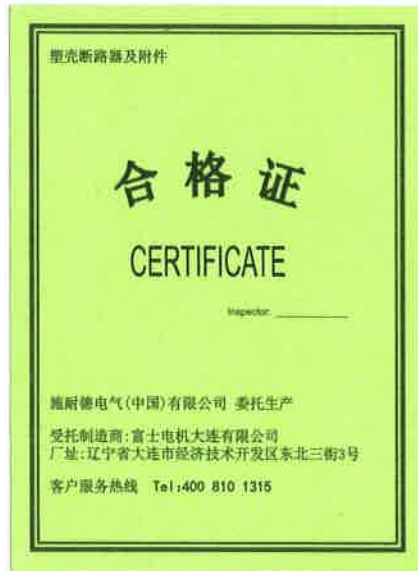 塑壳断路器及附件
合格证
CERTIFICATE
Inspector: ________
施耐德电气(中国)有限公司 委托生产
受托制造商:富士电机大连有限公司
厂址:辽宁省大连市经济技术开发区东北三街3号
客户服务热线 Tel:400 810 1315